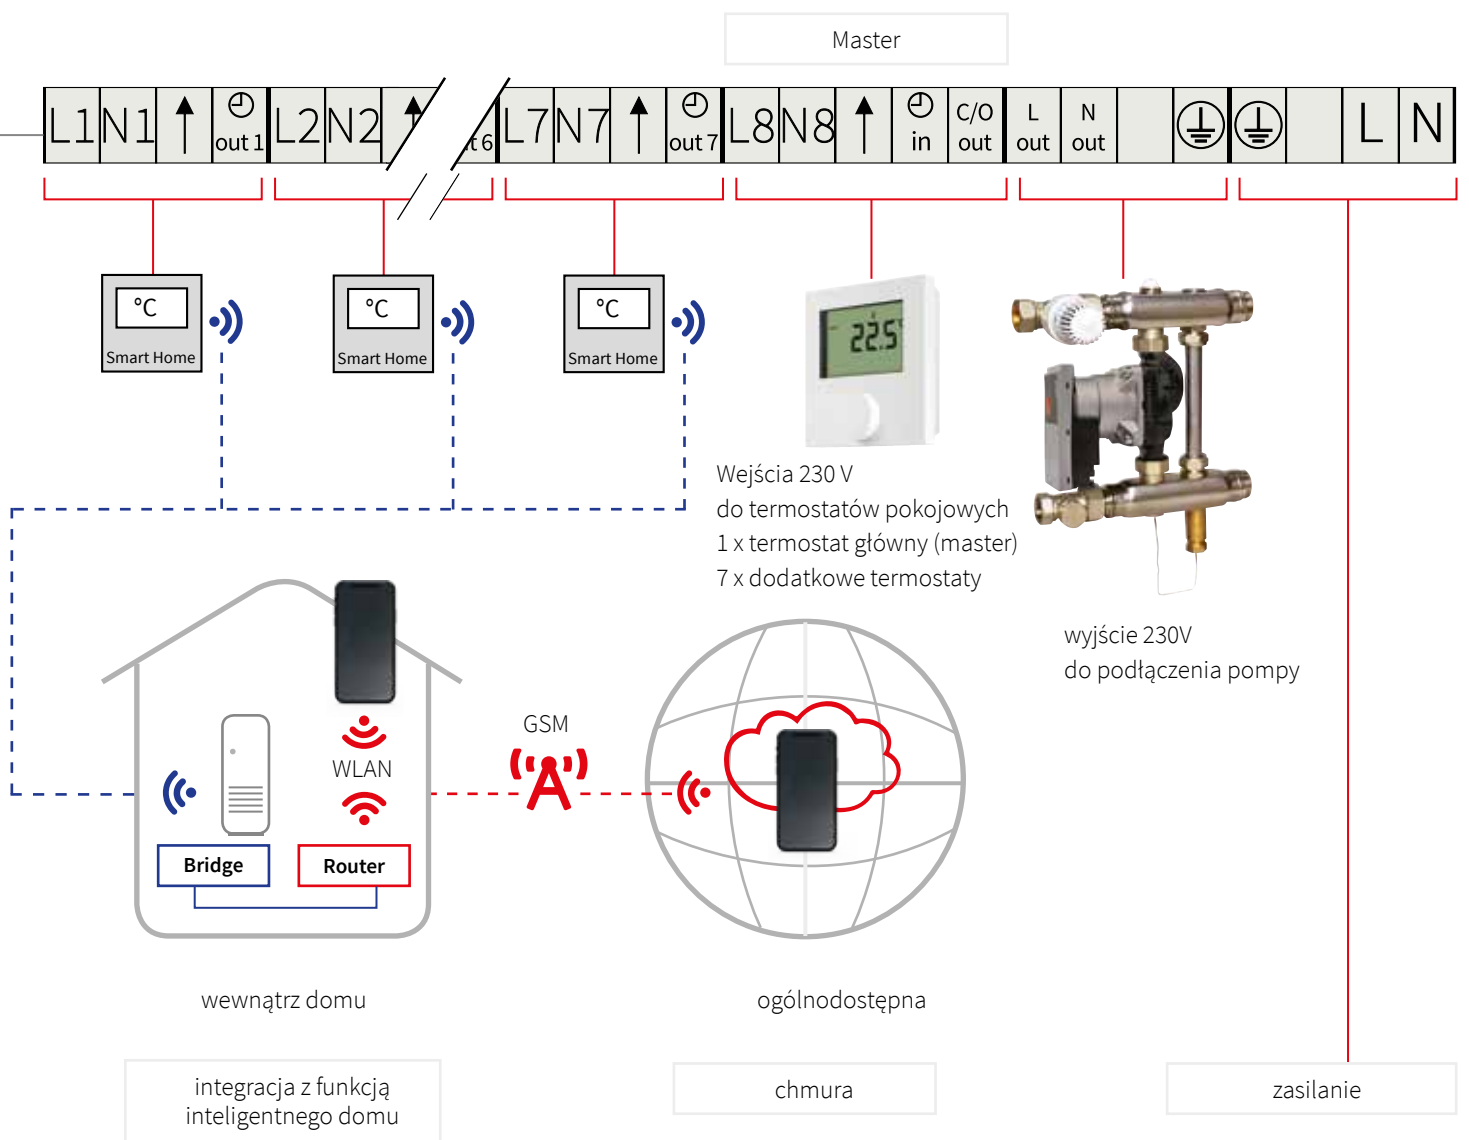 Master
L1 N1 out 1 L2 N2 t 6 L7 N7 out 7 L8 N8 in C/O out L out N out L N
°C
Smart Home
°C
Smart Home
°C
Smart Home
22.5°
Wejścia 230 V
do termostatów pokojowych
1 x termostat główny (master)
7 x dodatkowe termostaty
wyjście 230V
do podłączenia pompy
GSM
WLAN
Bridge
Router
wewnątrz domu
ogólnodostępna
integracja z funkcją
inteligentnego domu
chmura
zasilanie